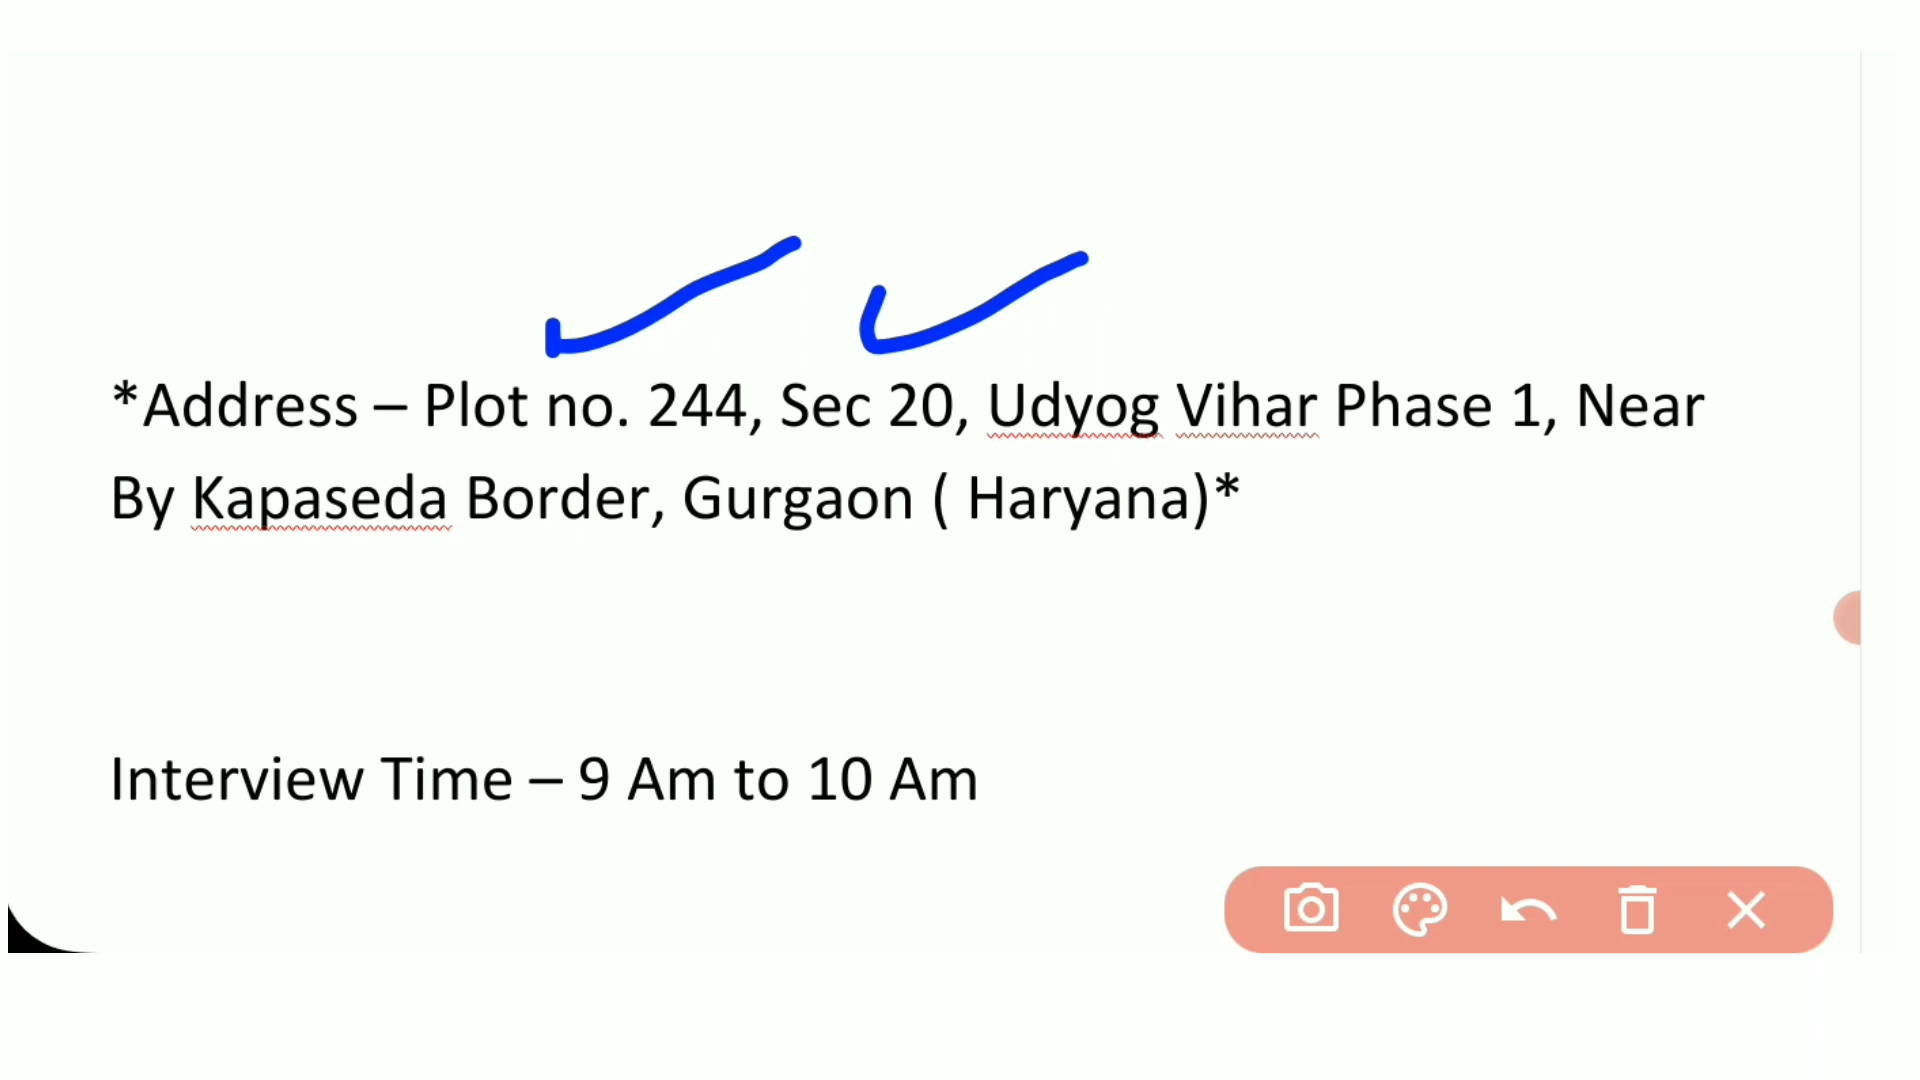 *Address – Plot no. 244, Sec 20, Udyog Vihar Phase 1, Near
By Kapaseda Border, Gurgaon ( Haryana)*
Interview Time – 9 Am to 10 Am